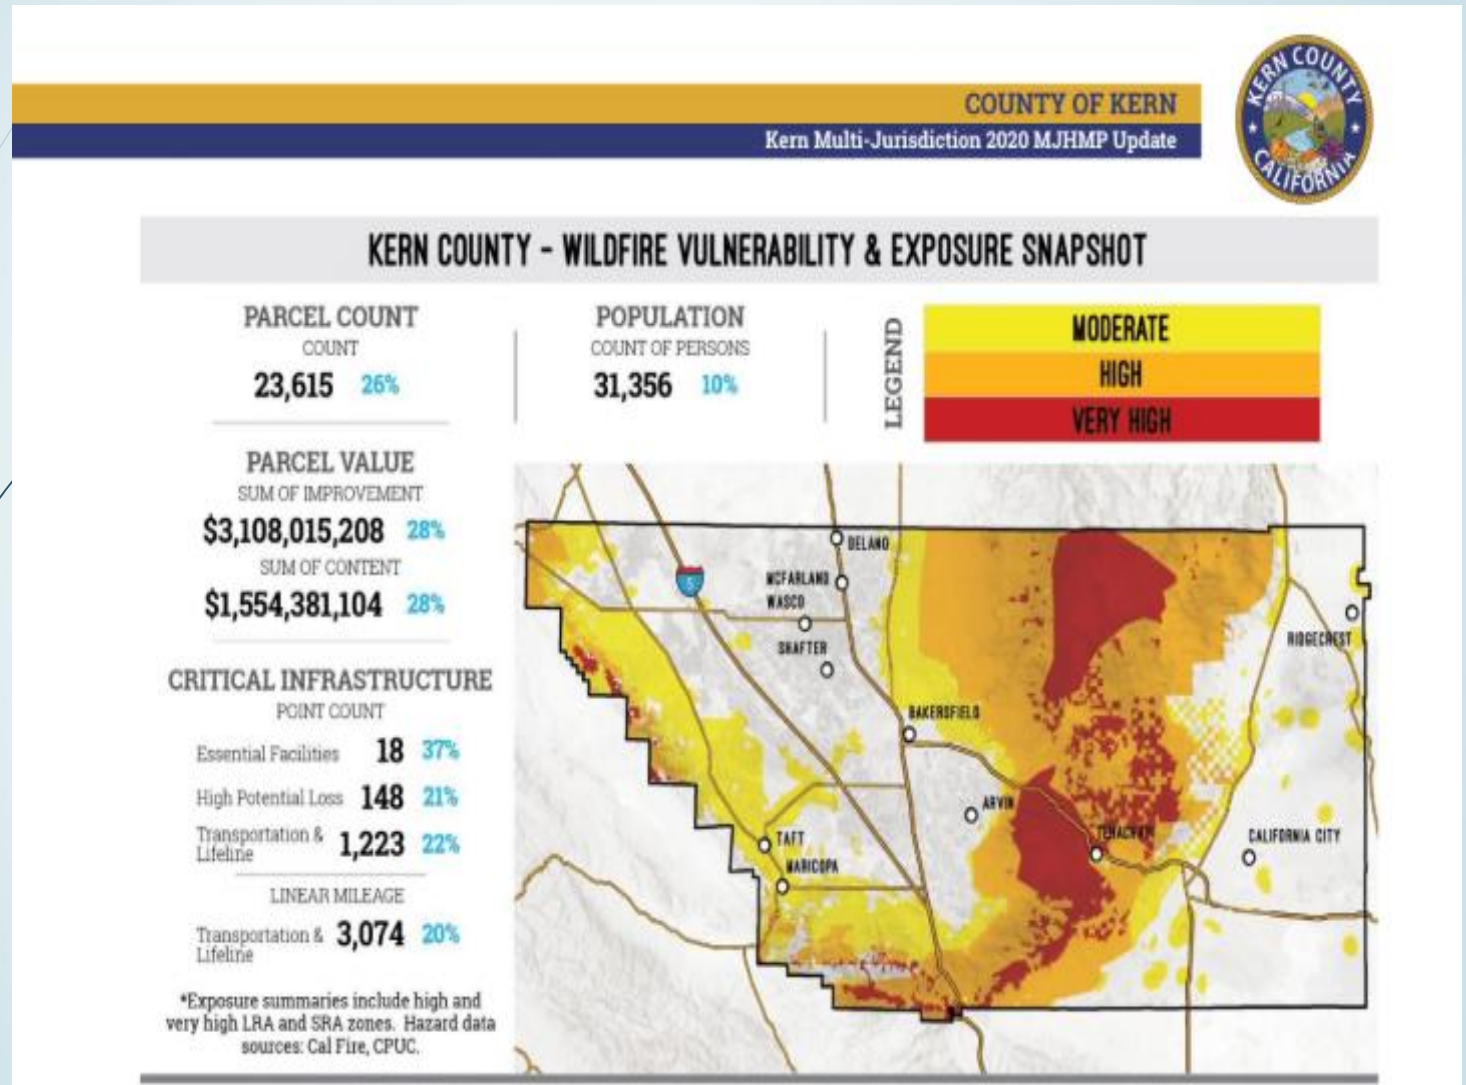 COUNTY OF KERN
Kern Multi-Jurisdiction 2020 MJHMP Update
KERN COUNTY
CALIFORNIA
KERN COUNTY - WILDFIRE VULNERABILITY & EXPOSURE SNAPSHOT
PARCEL COUNT
COUNT
23,615 26%
POPULATION
COUNT OF PERSONS
31,356 10%
LEGEND
MODERATE
HIGH
VERY HIGH
PARCEL VALUE
SUM OF IMPROVEMENT
$3,108,015,208 28%
SUM OF CONTENT
$1,554,381,104 28%
CRITICAL INFRASTRUCTURE
POINT COUNT
Essential Facilities 18 37%
High Potential Loss 148 21%
Transportation &
Lifeline 1,223 22%
LINEAR MILEAGE
Transportation &
Lifeline 3,074 20%
*Exposure summaries include high and
very high LRA and SRA zones. Hazard data
sources: Cal Fire, CPUC.
DELANO
5
MCFARLAND
WASCO
SHAFTER
RIDGECREST
BAKERSFIELD
ARVIN
TEHACHAPI
CALIFORNIA CITY
TAFT
MARICOPA